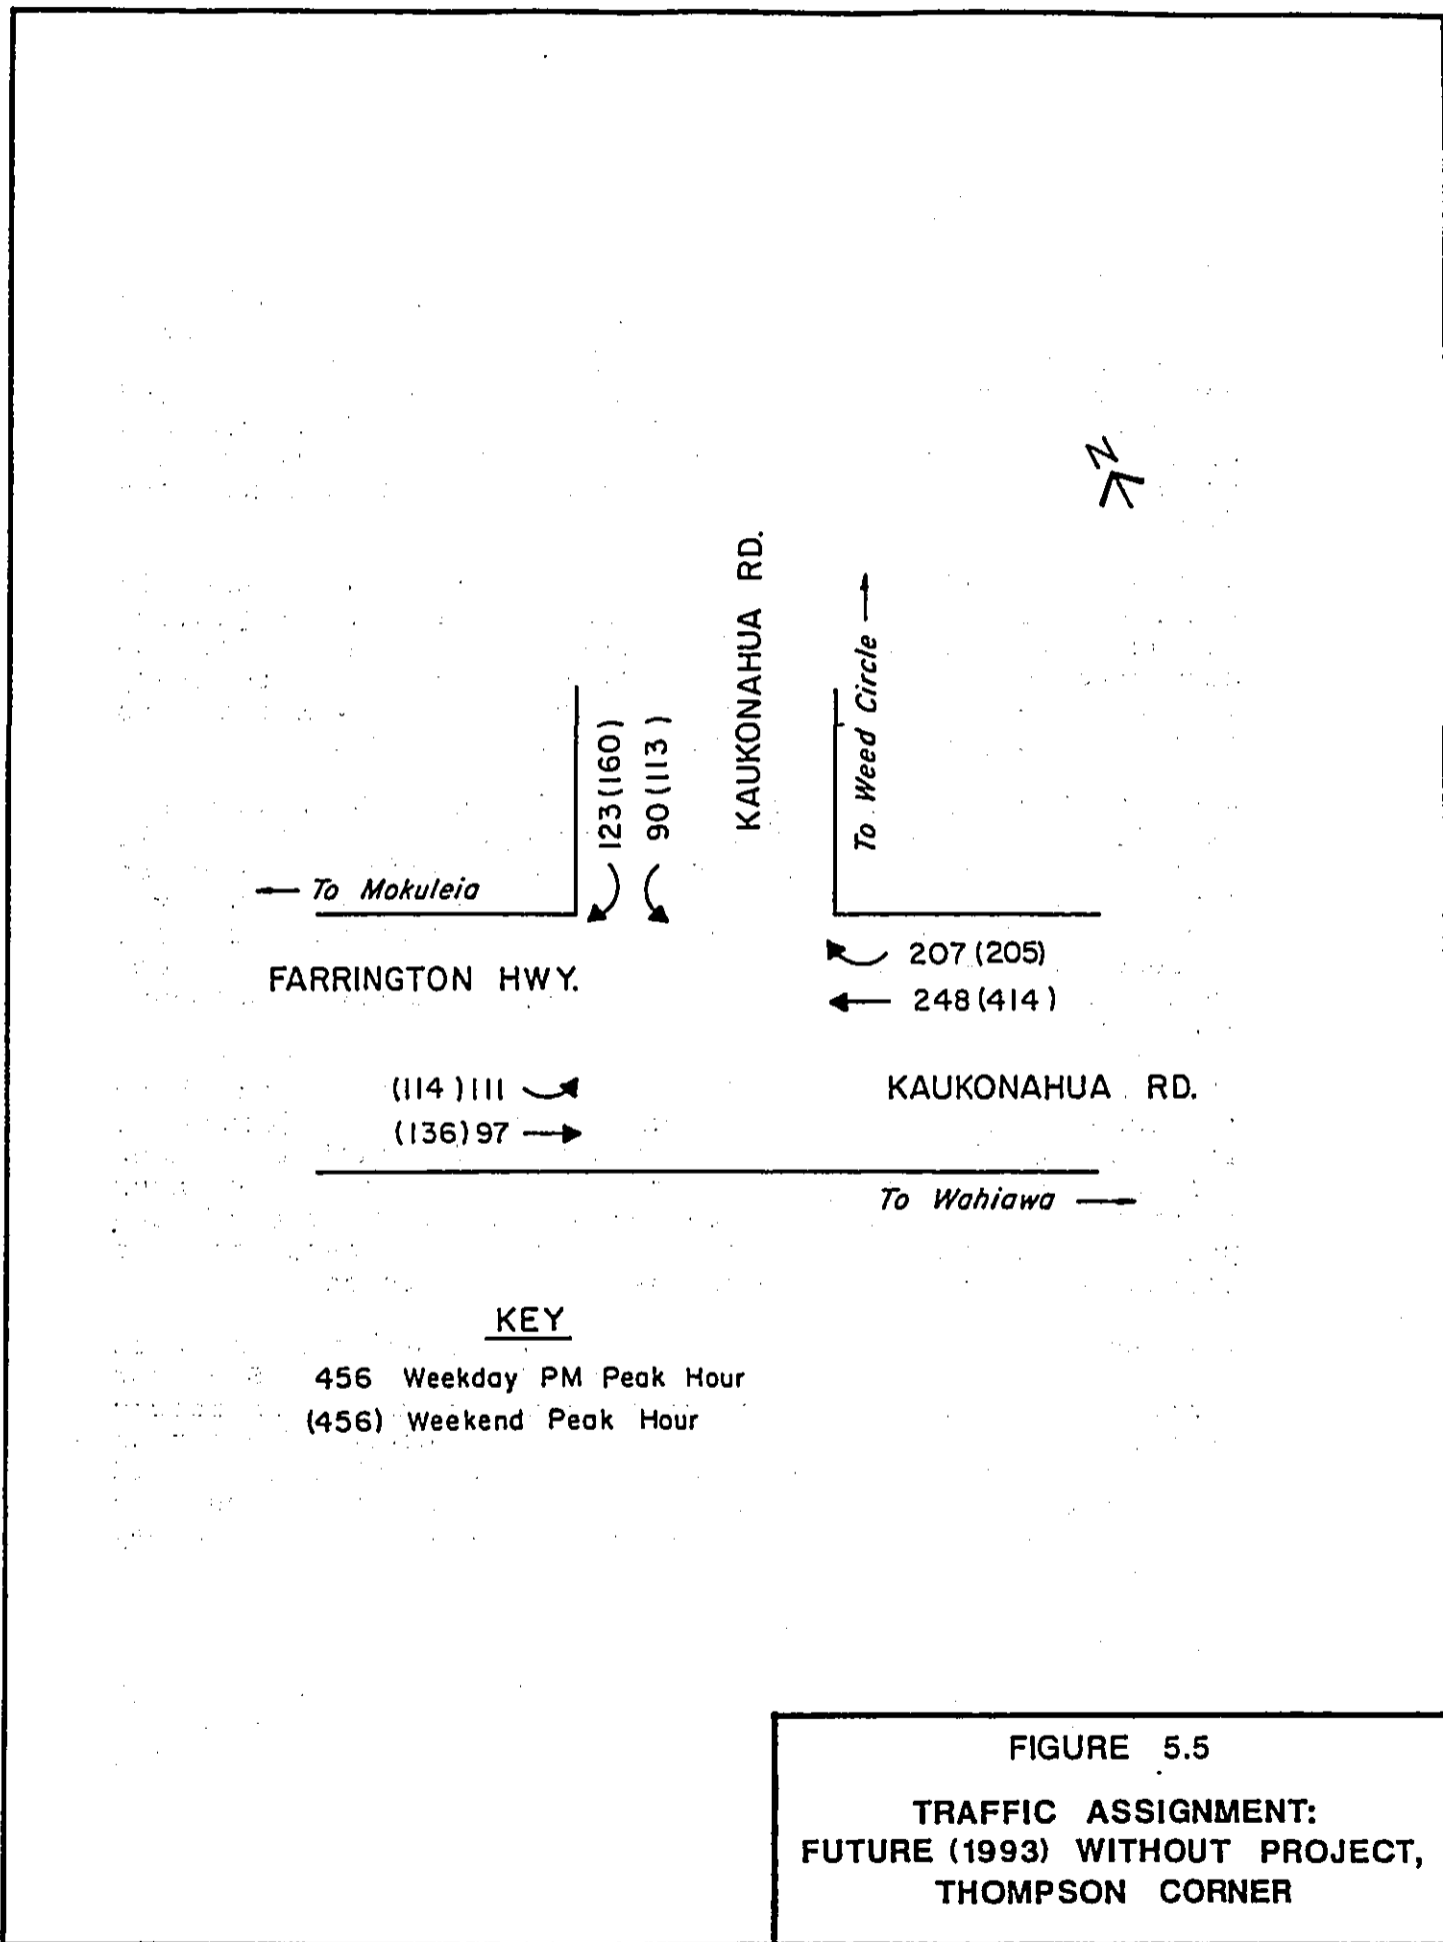 N
KAUKONAHUA RD.
To Weed Circle
123(160)
90(113)
To Mokuleia
FARRINGTON HWY.
207(205)
248(414)
(114)111
(136)97
KAUKONAHUA RD.
To Wahiawa
KEY
456 Weekday PM Peak Hour
(456) Weekend Peak Hour
FIGURE 5.5
TRAFFIC ASSIGNMENT:
FUTURE (1993) WITHOUT PROJECT,
THOMPSON CORNER